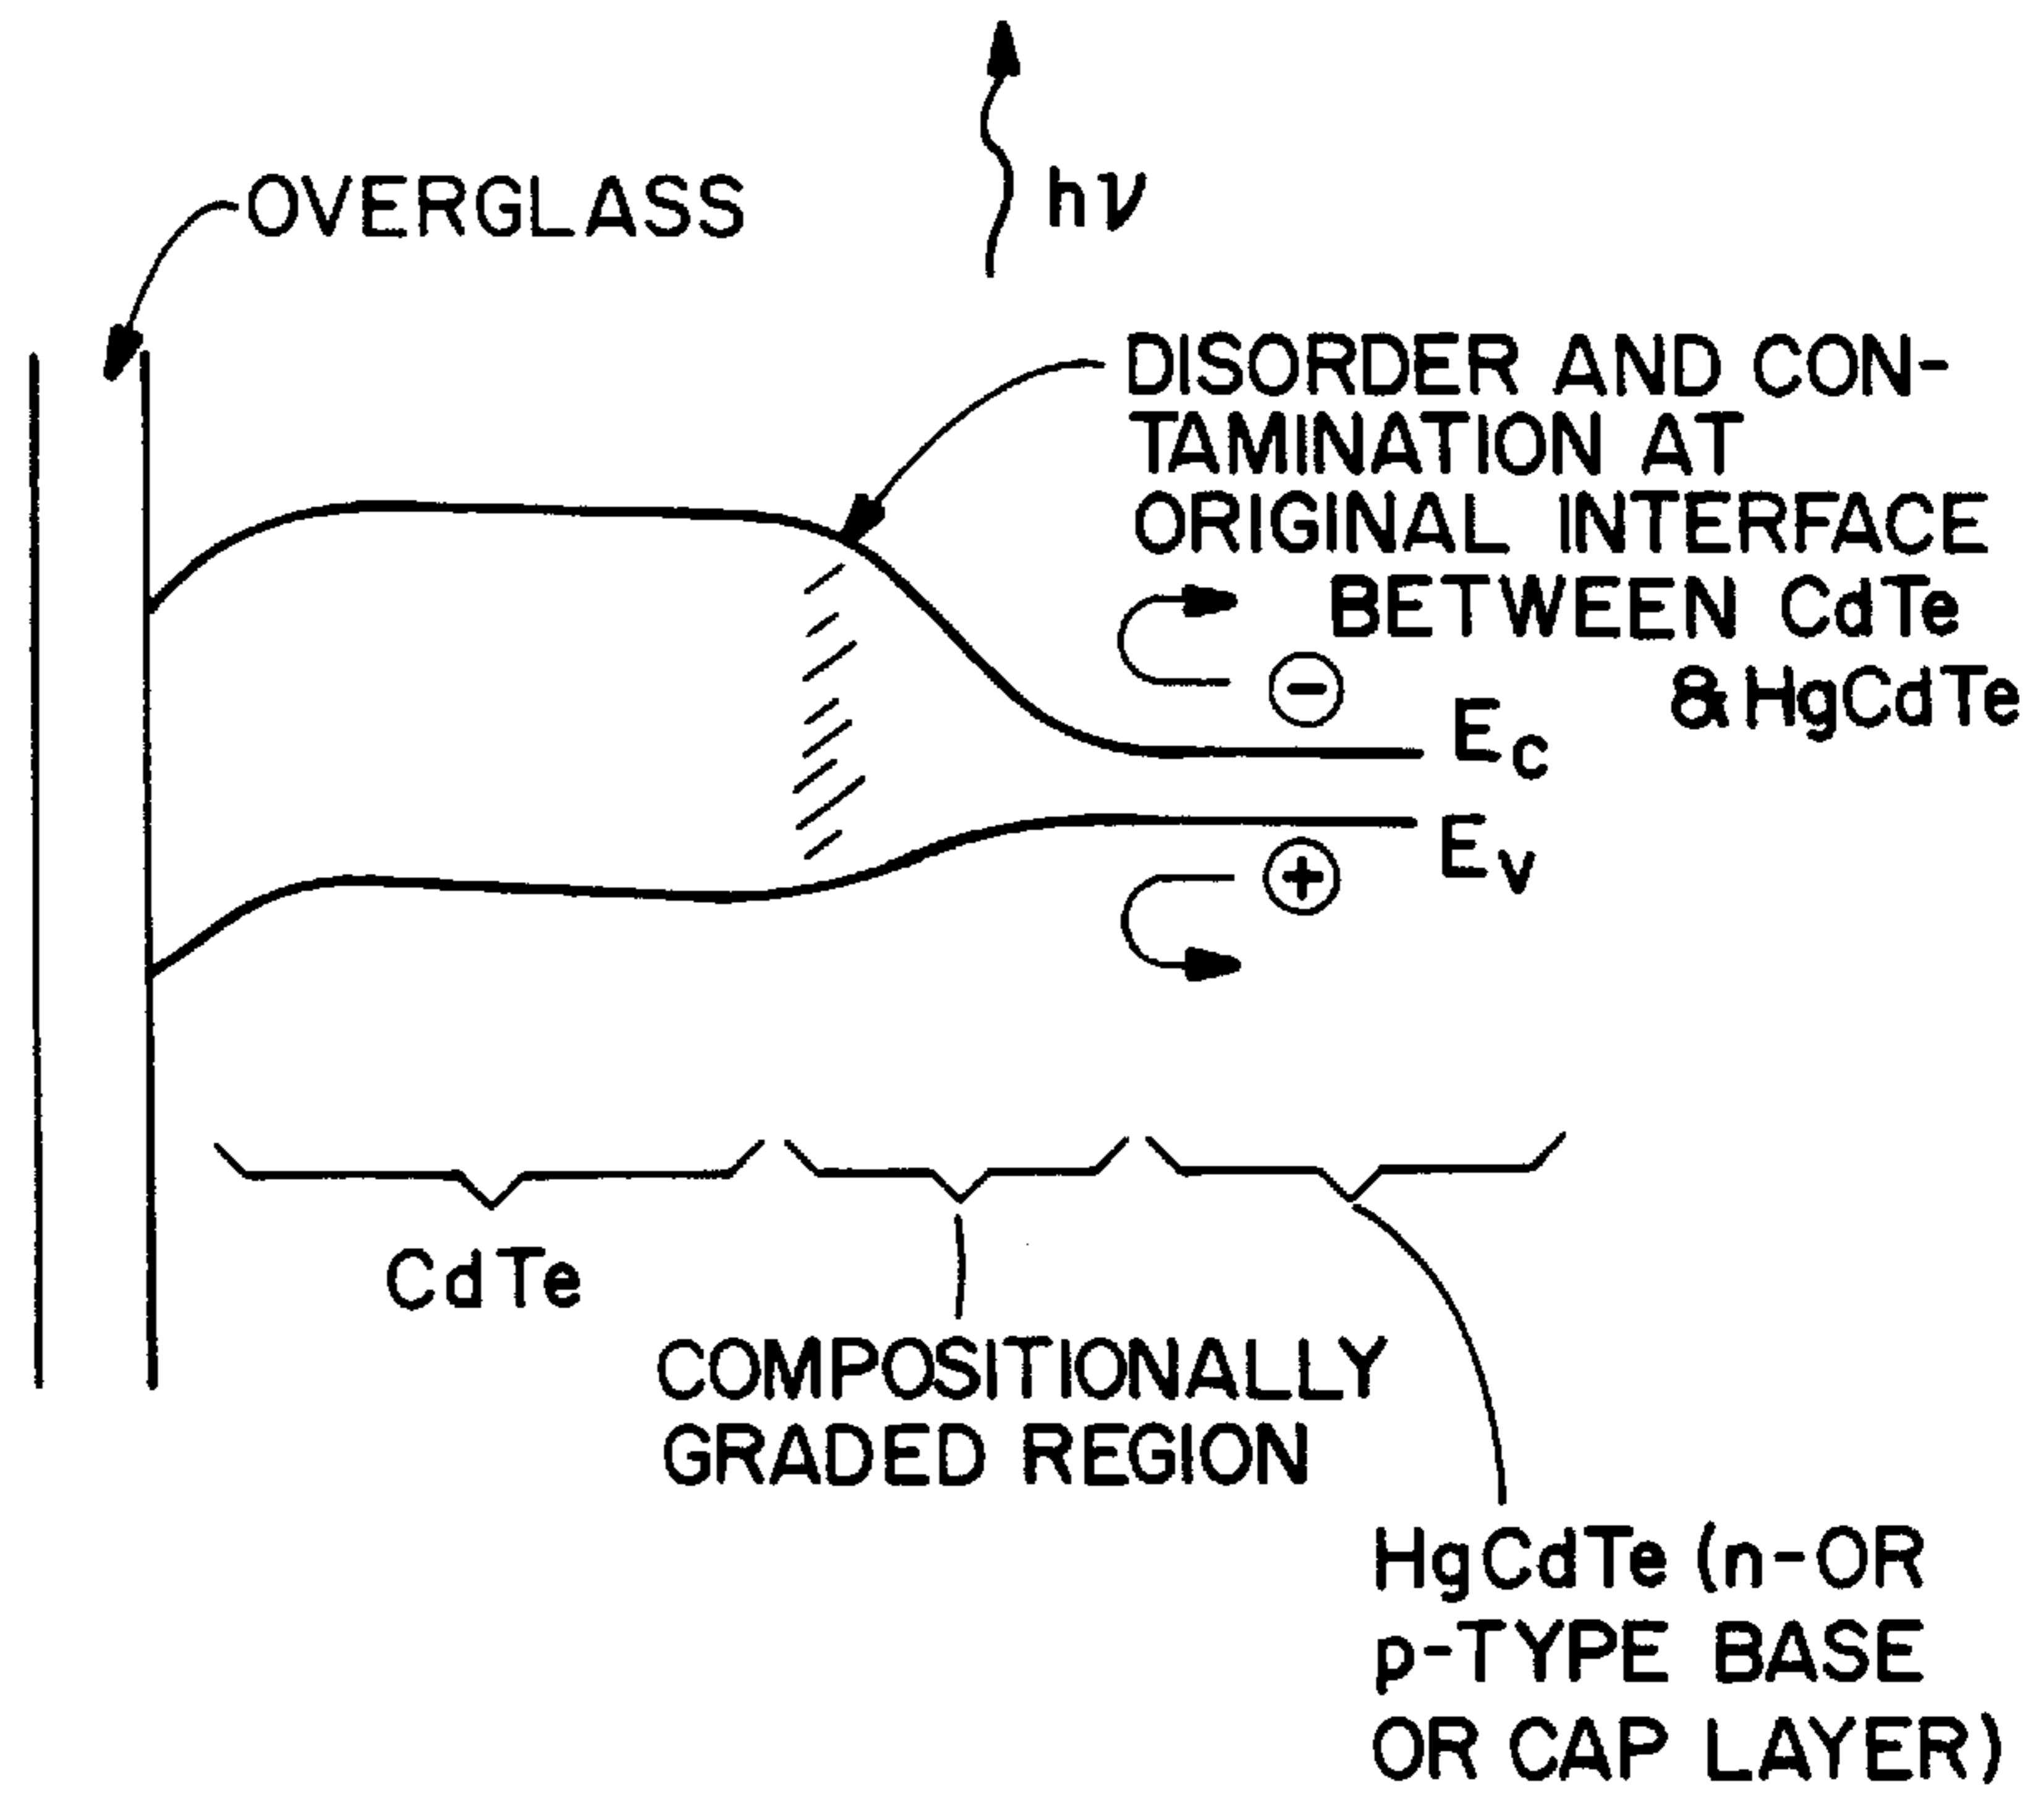 OVERGLASS
hν
DISORDER AND CON-
TAMINATION AT
ORIGINAL INTERFACE
BETWEEN CdTe
& HgCdTe
−
Ec
Ev
+
CdTe
COMPOSITIONALLY
GRADED REGION
HgCdTe (n-OR
p-TYPE BASE
OR CAP LAYER)